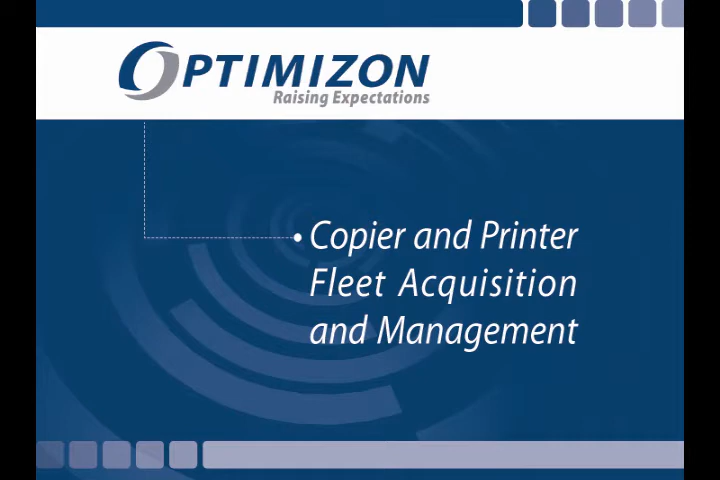 OPTIMIZON
Raising Expectations
• Copier and Printer
Fleet Acquisition
and Management